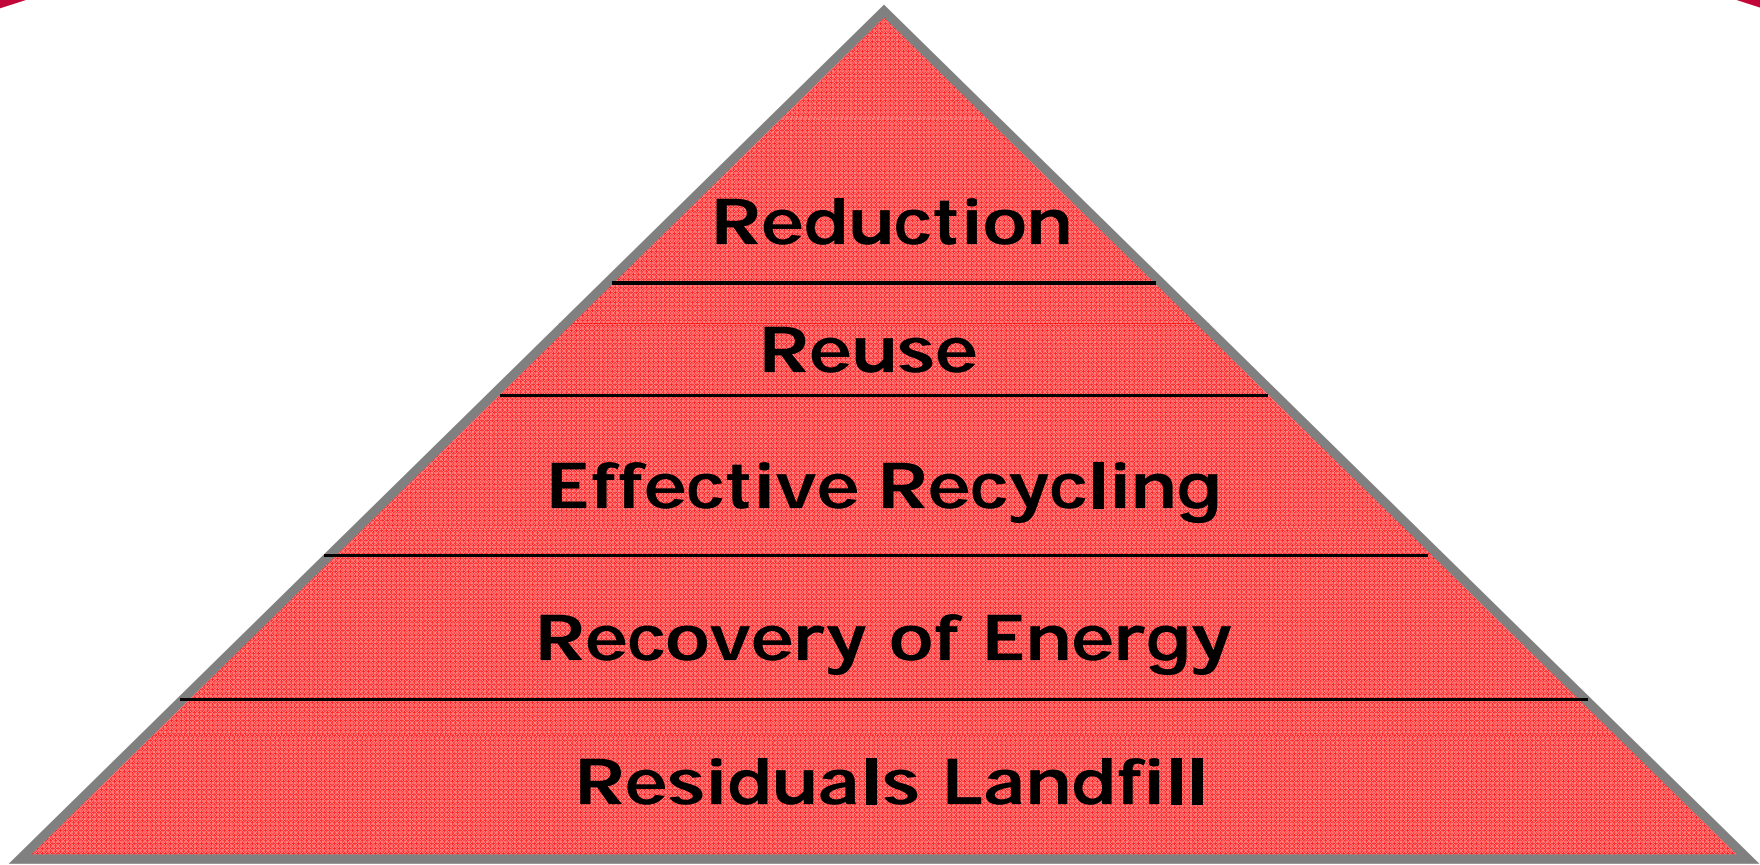 Reduction
Reuse
Effective Recycling
Recovery of Energy
Residuals Landfill